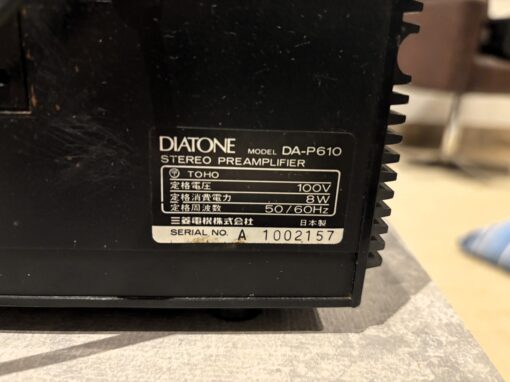 DIATONE MODEL DA-P610
STEREO PREAMPLIFIER
〒 TOHO
定格電圧 100V
定格消費電力 8W
定格周波数 50/60Hz
三菱電機株式会社 日本製
SERIAL NO. A 1002157